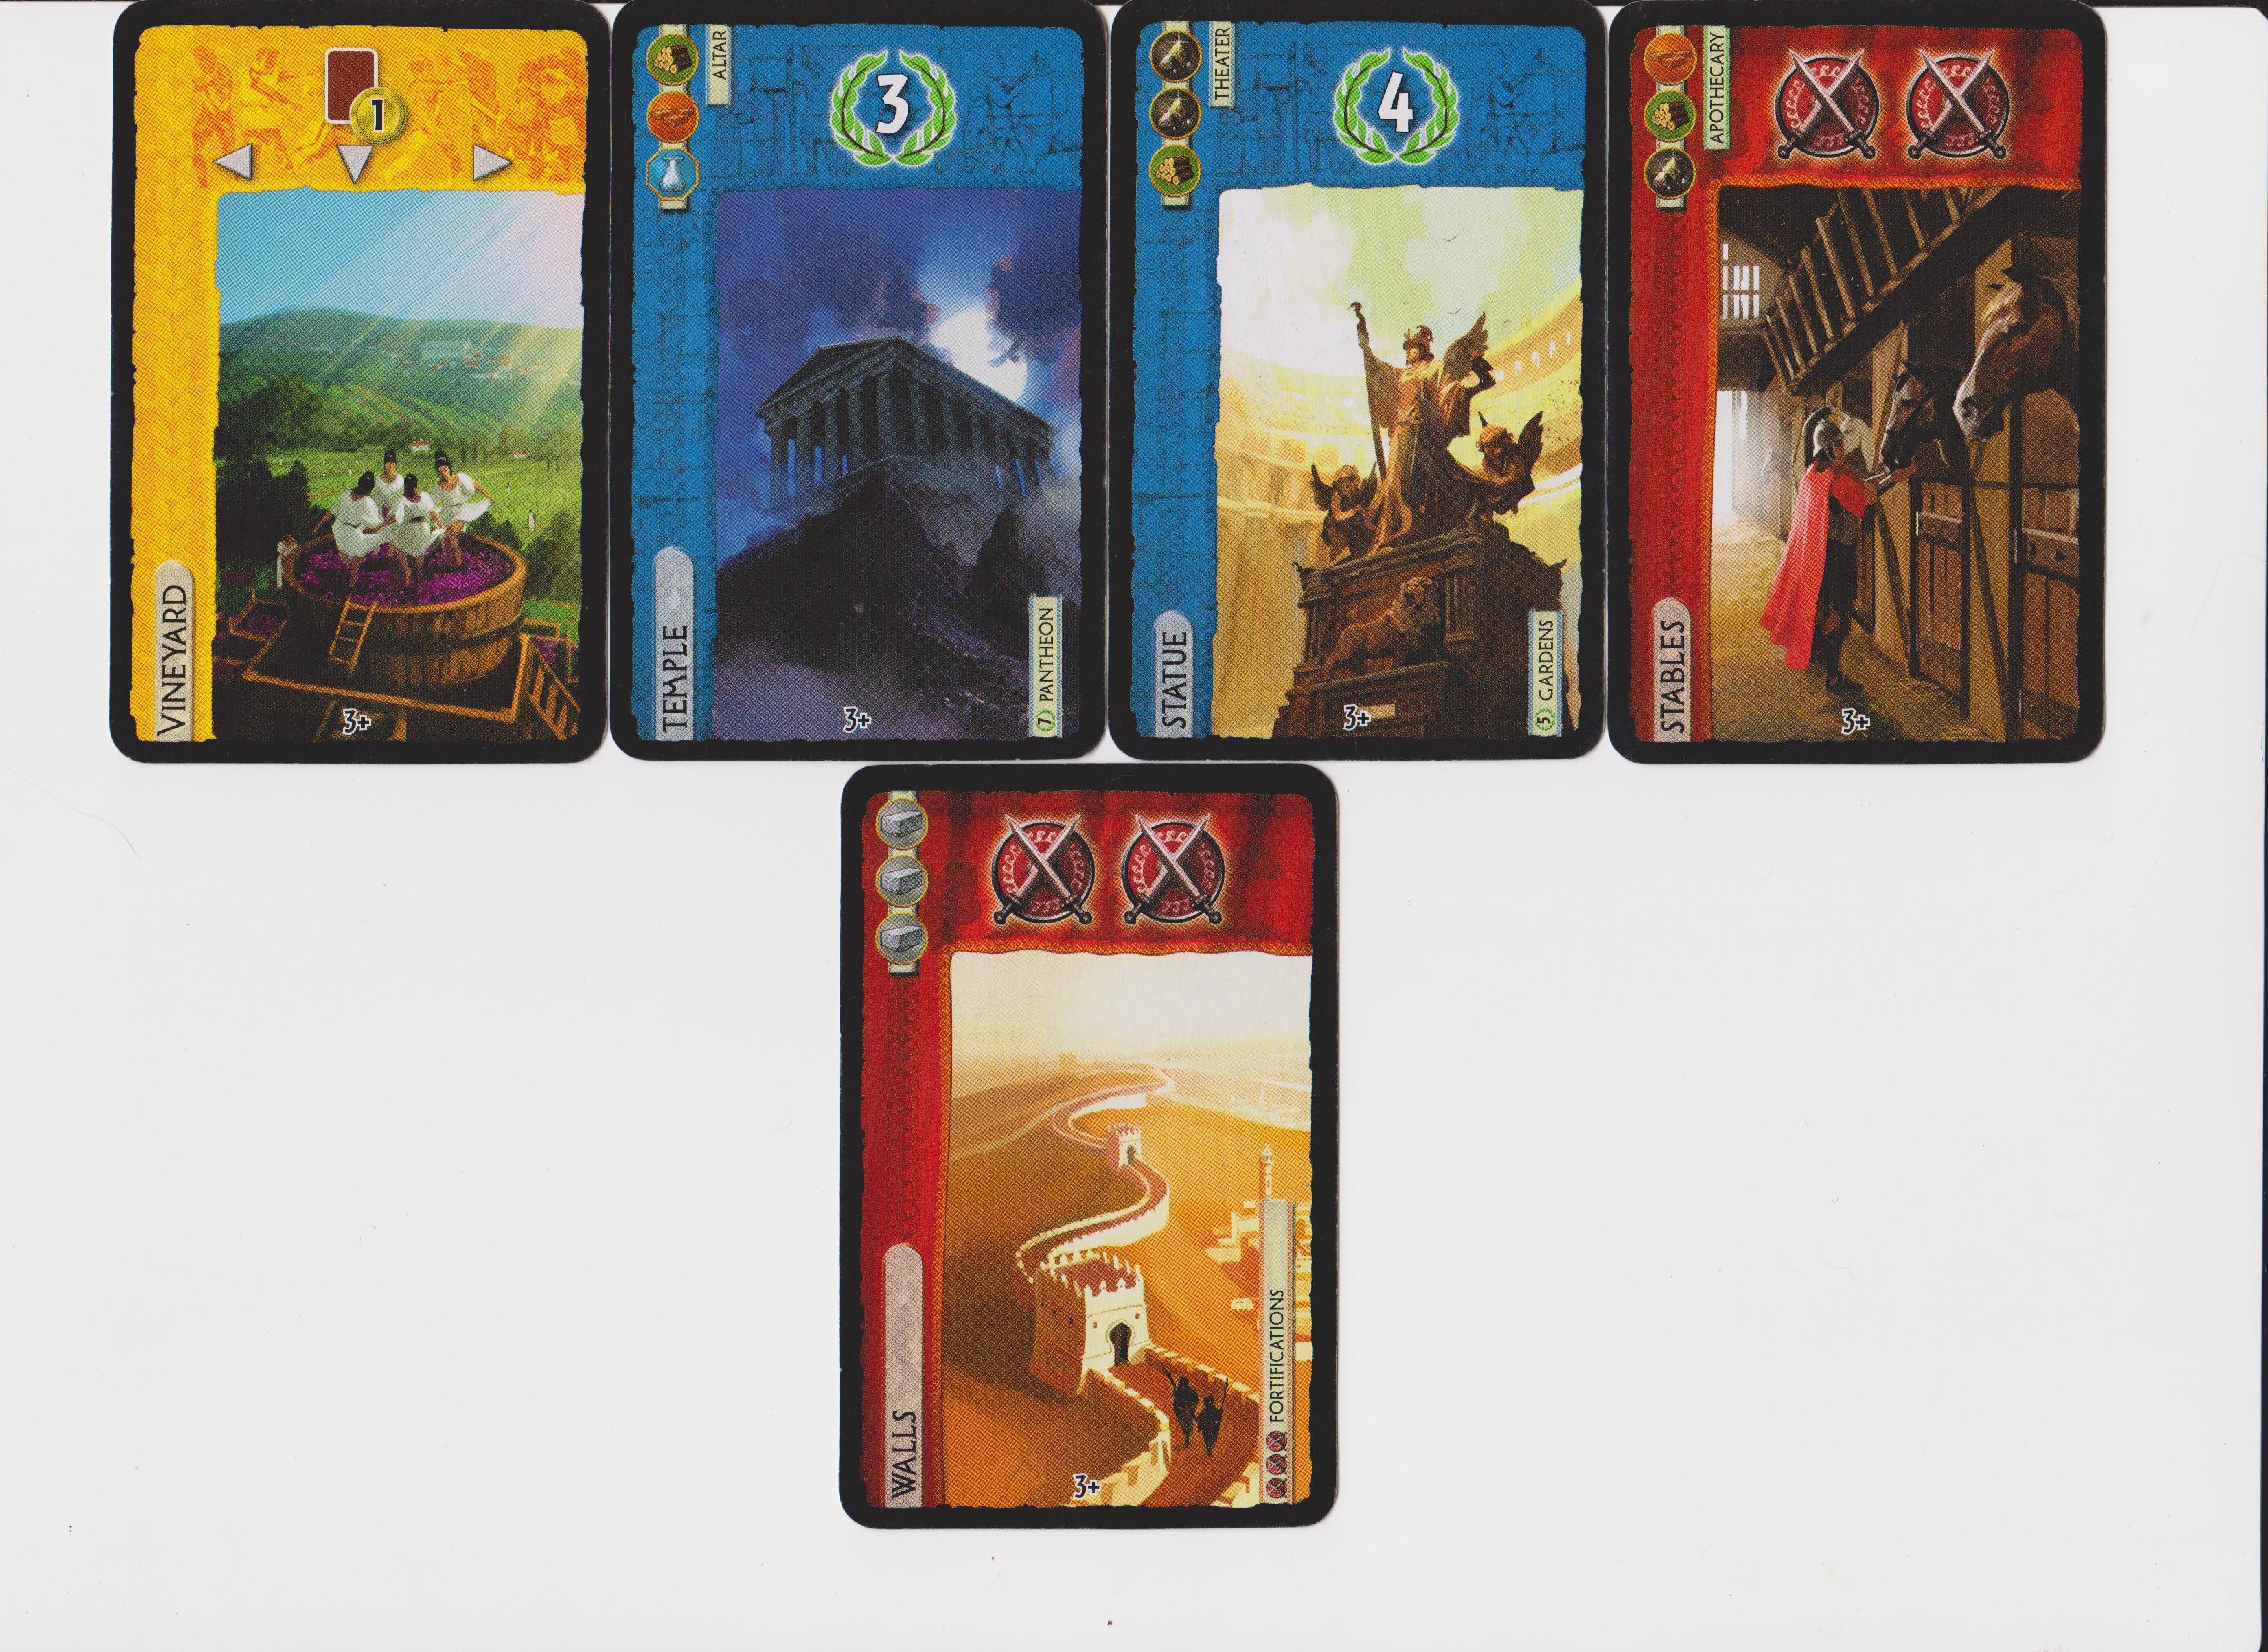 1
VINEYARD
3+
ALTAR
3
TEMPLE
3+
7 PANTHEON
THEATER
4
STATUE
3+
5 GARDENS
APOTHECARY
STABLES
3+
WALLS
3+
FORTIFICATIONS